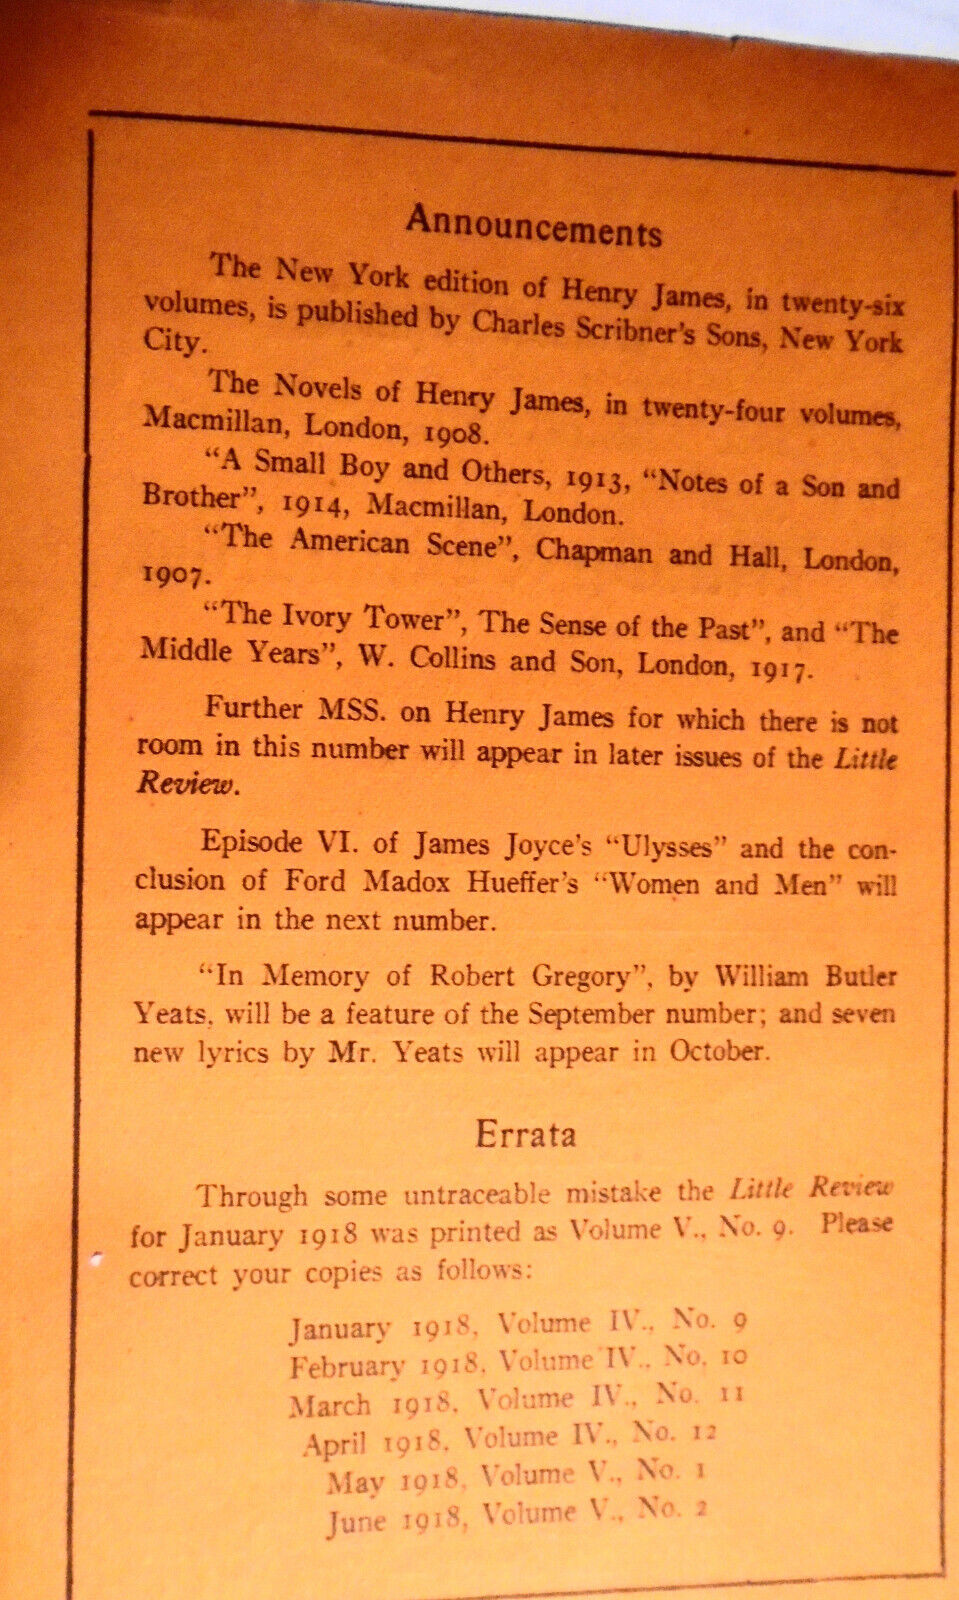 Announcements
The New York edition of Henry James, in twenty-six
volumes, is published by Charles Scribner's Sons, New York
City.
The Novels of Henry James, in twenty-four volumes,
Macmillan, London, 1908.
"A Small Boy and Others, 1913, "Notes of a Son and
Brother", 1914, Macmillan, London.
"The American Scene", Chapman and Hall, London,
1907.
"The Ivory Tower", The Sense of the Past", and "The
Middle Years", W. Collins and Son, London, 1917.
Further MSS. on Henry James for which there is not
room in this number will appear in later issues of the Little
Review.
Episode VI. of James Joyce's "Ulysses" and the con-
clusion of Ford Madox Hueffer's "Women and Men" will
appear in the next number.
"In Memory of Robert Gregory", by William Butler
Yeats, will be a feature of the September number; and seven
new lyrics by Mr. Yeats will appear in October.
Errata
Through some untraceable mistake the Little Review
for January 1918 was printed as Volume V., No. 9. Please
correct your copies as follows:
January 1918, Volume IV., No. 9
February 1918, Volume IV., No. 10
March 1918, Volume IV., No. 11
April 1918, Volume IV., No. 12
May 1918, Volume V., No. 1
June 1918, Volume V., No. 2